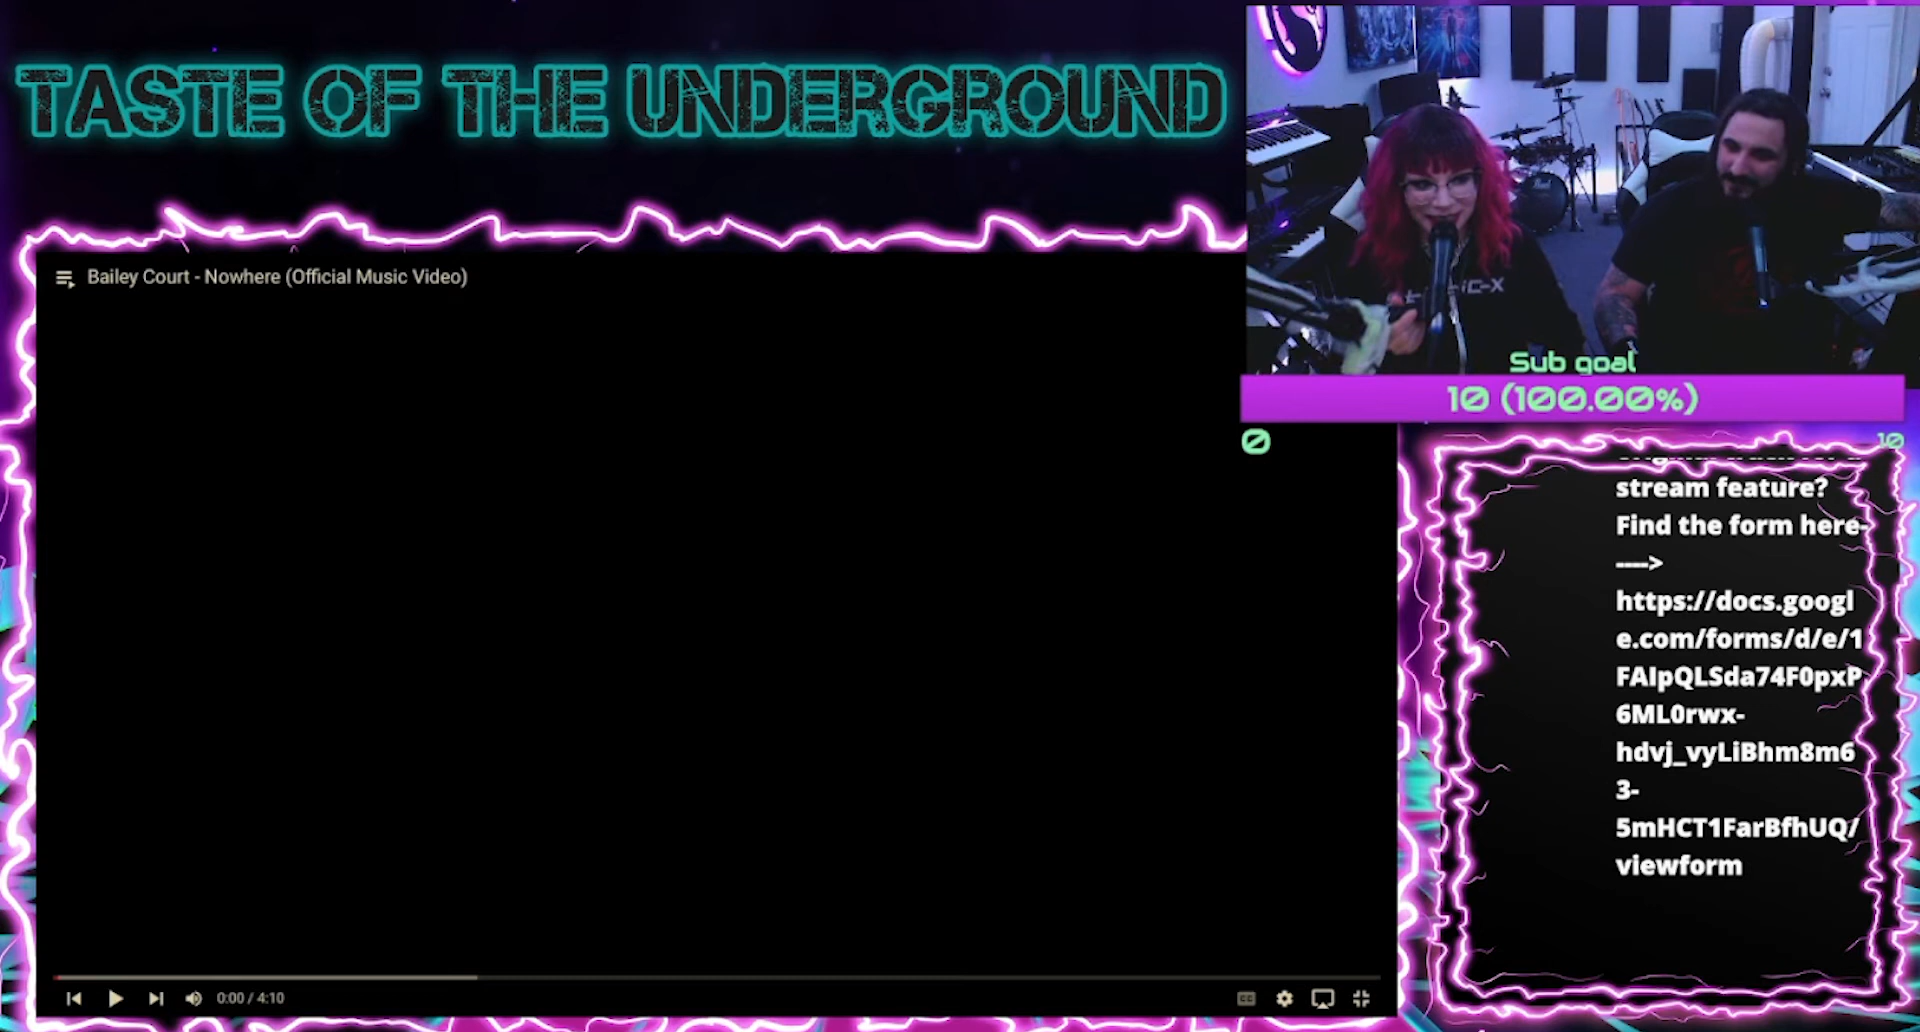 TASTE OF THE UNDERGROUND
Bailey Court - Nowhere (Official Music Video)
Sub goal
10 (100.00%)
0
10
stream feature?
Find the form here-
---->
https://docs.googl
e.com/forms/d/e/1
FAIpQLSda74F0pxP
6ML0rwx-
hdvj_vyLiBhm8m6
3-
5mHCT1FarBfhUQ/
viewform
0:00 / 4:10
CC